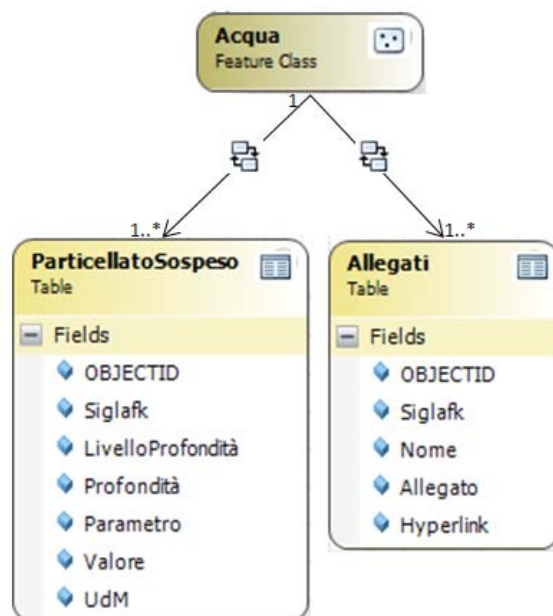 Acqua
Feature Class
1
1..*
1..*
ParticellatoSospeso
Table
Fields
OBJECTID
Siglafk
LivelloProfondità
Profondità
Parametro
Valore
UdM
Allegati
Table
Fields
OBJECTID
Siglafk
Nome
Allegato
Hyperlink